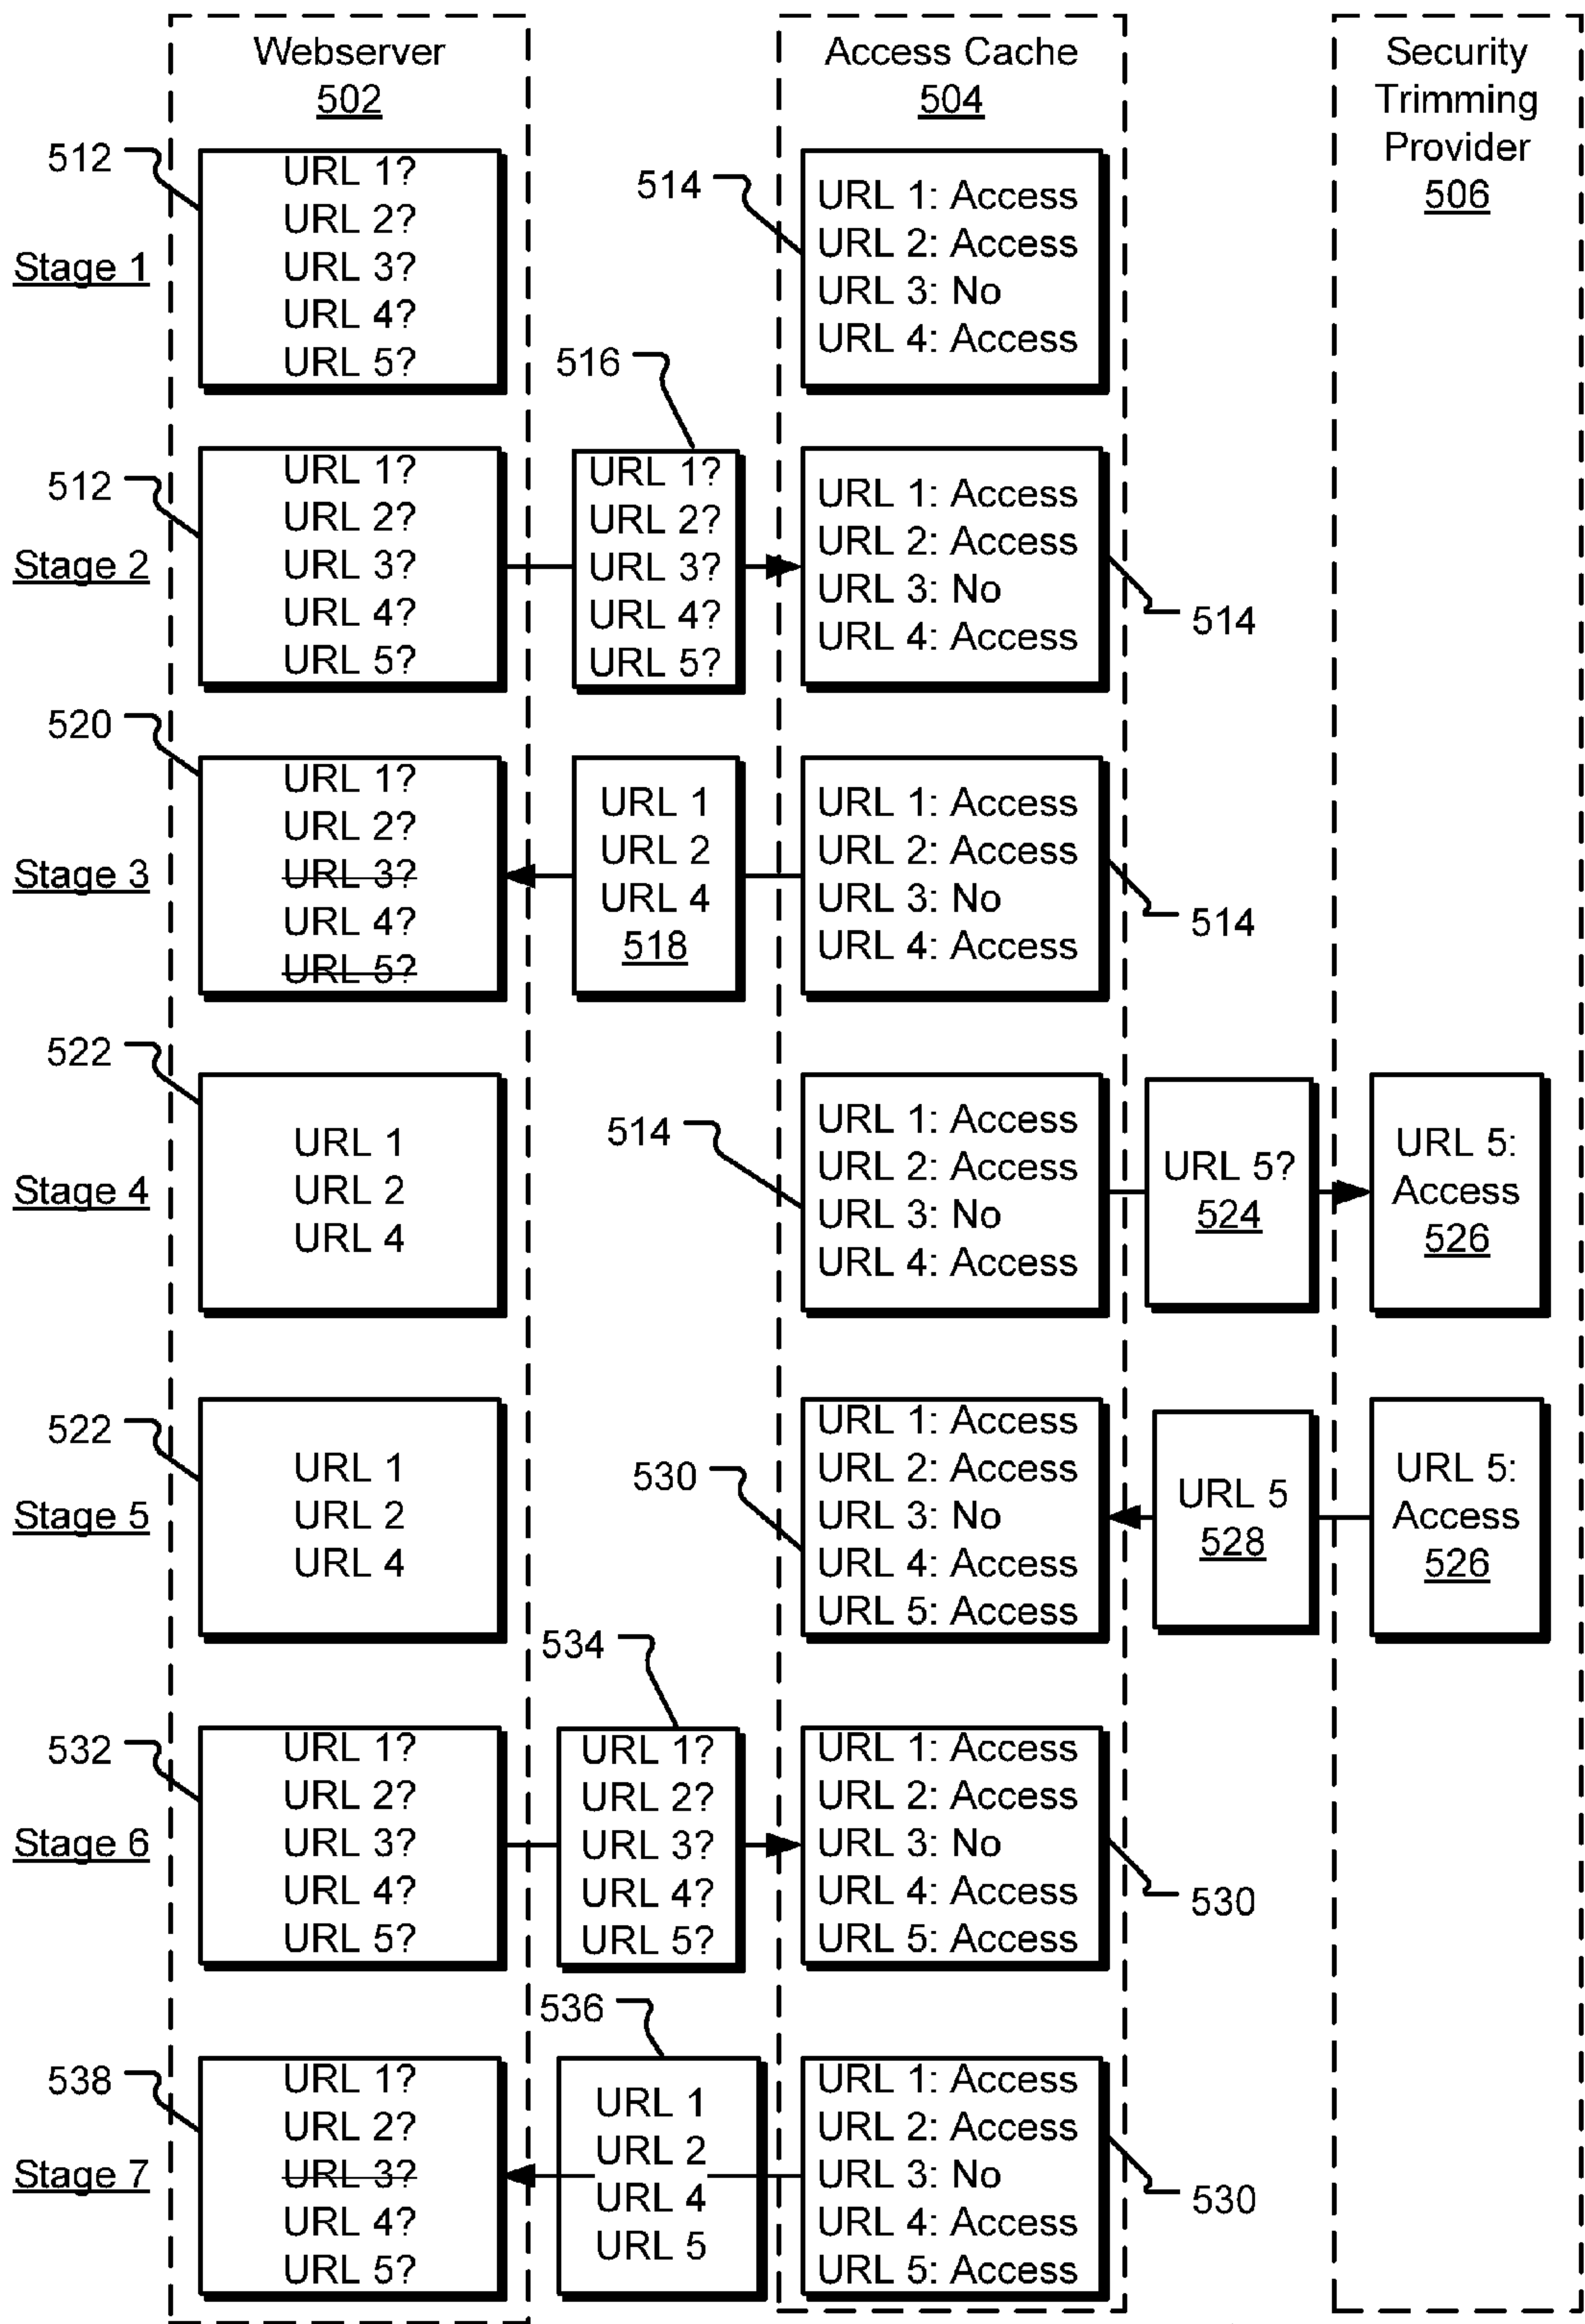 Webserver
502
Access Cache
504
Security
Trimming
Provider
506
Stage 1
512
URL 1?
URL 2?
URL 3?
URL 4?
URL 5?
514
URL 1: Access
URL 2: Access
URL 3: No
URL 4: Access
Stage 2
512
URL 1?
URL 2?
URL 3?
URL 4?
URL 5?
516
URL 1?
URL 2?
URL 3?
URL 4?
URL 5?
URL 1: Access
URL 2: Access
URL 3: No
URL 4: Access
514
Stage 3
520
URL 1?
URL 2?
URL 3?
URL 4?
URL 5?
URL 1
URL 2
URL 4
518
URL 1: Access
URL 2: Access
URL 3: No
URL 4: Access
514
Stage 4
522
URL 1
URL 2
URL 4
514
URL 1: Access
URL 2: Access
URL 3: No
URL 4: Access
URL 5?
524
URL 5:
Access
526
Stage 5
522
URL 1
URL 2
URL 4
530
URL 1: Access
URL 2: Access
URL 3: No
URL 4: Access
URL 5: Access
URL 5
528
URL 5:
Access
526
Stage 6
532
URL 1?
URL 2?
URL 3?
URL 4?
URL 5?
534
URL 1?
URL 2?
URL 3?
URL 4?
URL 5?
URL 1: Access
URL 2: Access
URL 3: No
URL 4: Access
URL 5: Access
530
Stage 7
538
URL 1?
URL 2?
URL 3?
URL 4?
URL 5?
536
URL 1
URL 2
URL 4
URL 5
URL 1: Access
URL 2: Access
URL 3: No
URL 4: Access
URL 5: Access
530